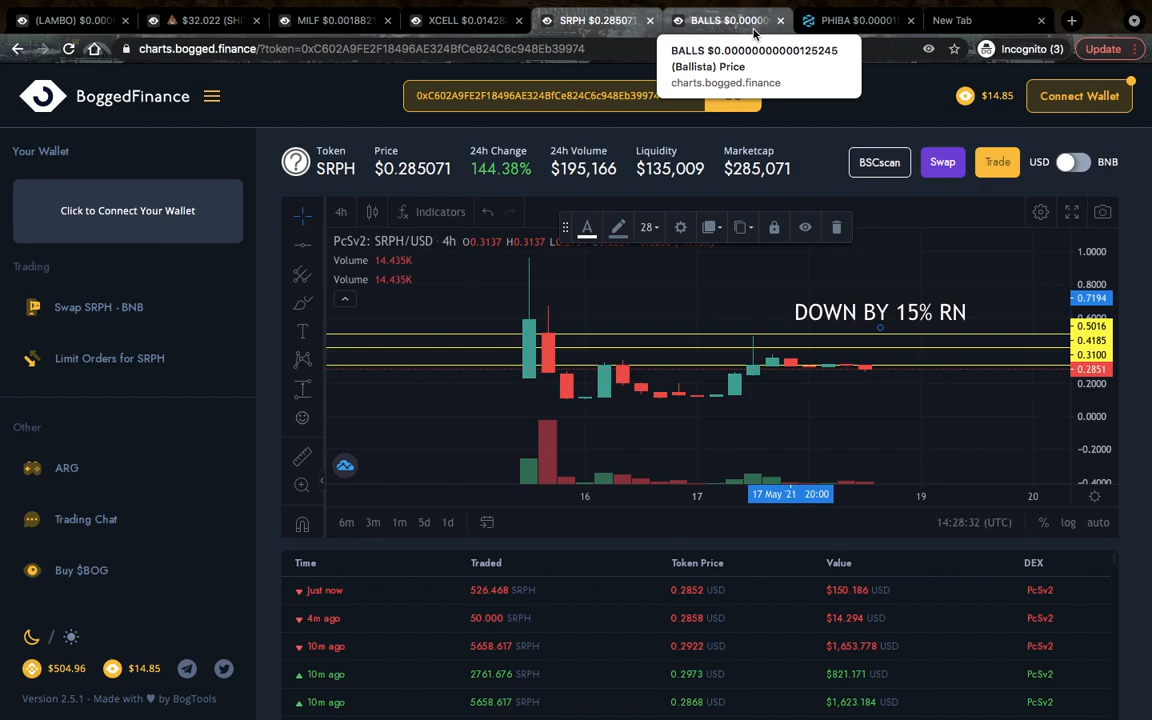 (LAMBO) $0.00
$32.022 (SHI
MILF $0.001882
XCELL $0.01428
SRPH $0.285071
BALLS $0.0000
PHIBA $0.00001
New Tab
charts.bogged.finance/?token=0xC602A9FE2F18496AE324BfCe824C6c948Eb39974
Incognito (3)
Update
BALLS $0.00000000000125245
(Ballista) Price
charts.bogged.finance
BoggedFinance
0xC602A9FE2F18496AE324BfCe824C6c948Eb39974
$14.85
Connect Wallet
Your Wallet
Click to Connect Your Wallet
Trading
Swap SRPH - BNB
Limit Orders for SRPH
Other
ARG
Trading Chat
Buy $BOG
$504.96
$14.85
Version 2.5.1 - Made with by BogTools
Token
SRPH
Price
$0.285071
24h Change
144.38%
24h Volume
$195,166
Liquidity
$135,009
Marketcap
$285,071
BSCscan
Swap
Trade
USD
BNB
4h
Indicators
28
PcSv2: SRPH/USD · 4h O0.3137 H0.3137
Volume 14.435K
Volume 14.435K
DOWN BY 15% RN
1.0000
0.8000
0.7194
0.5016
0.4185
0.3100
0.2851
0.2000
0.0000
-0.2000
-0.4000
16
17
17 May '21 20:00
19
20
6m 3m 1m 5d 1d
14:28:32 (UTC)
% log auto
Time Traded Token Price Value DEX
Just now 526.468 SRPH 0.2852 USD $150.186 USD PcSv2
4m ago 50.000 SRPH 0.2858 USD $14.294 USD PcSv2
10m ago 5658.617 SRPH 0.2922 USD $1,653.778 USD PcSv2
10m ago 2761.676 SRPH 0.2973 USD $821.171 USD PcSv2
10m ago 5658.617 SRPH 0.2868 USD $1,623.184 USD PcSv2